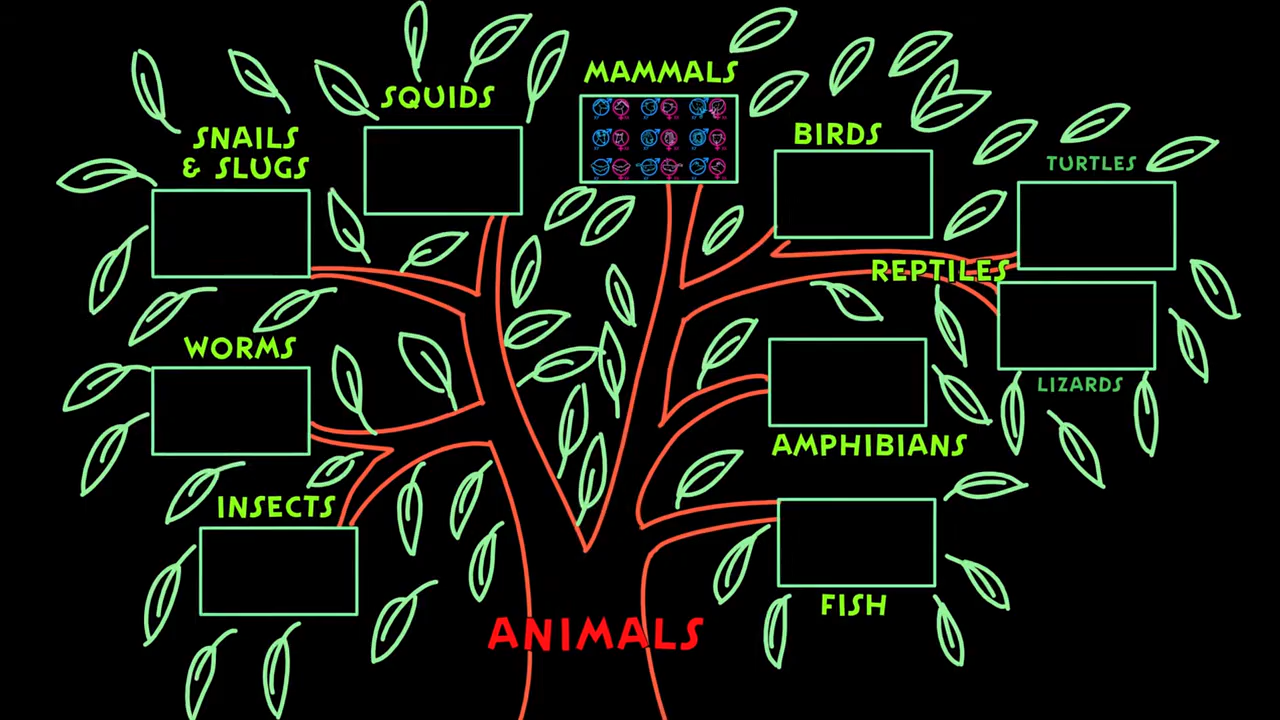 MAMMALS
SQUIDS
BIRDS
SNAILS
& SLUGS
TURTLES
REPTILES
WORMS
LIZARDS
AMPHIBIANS
INSECTS
FISH
ANIMALS